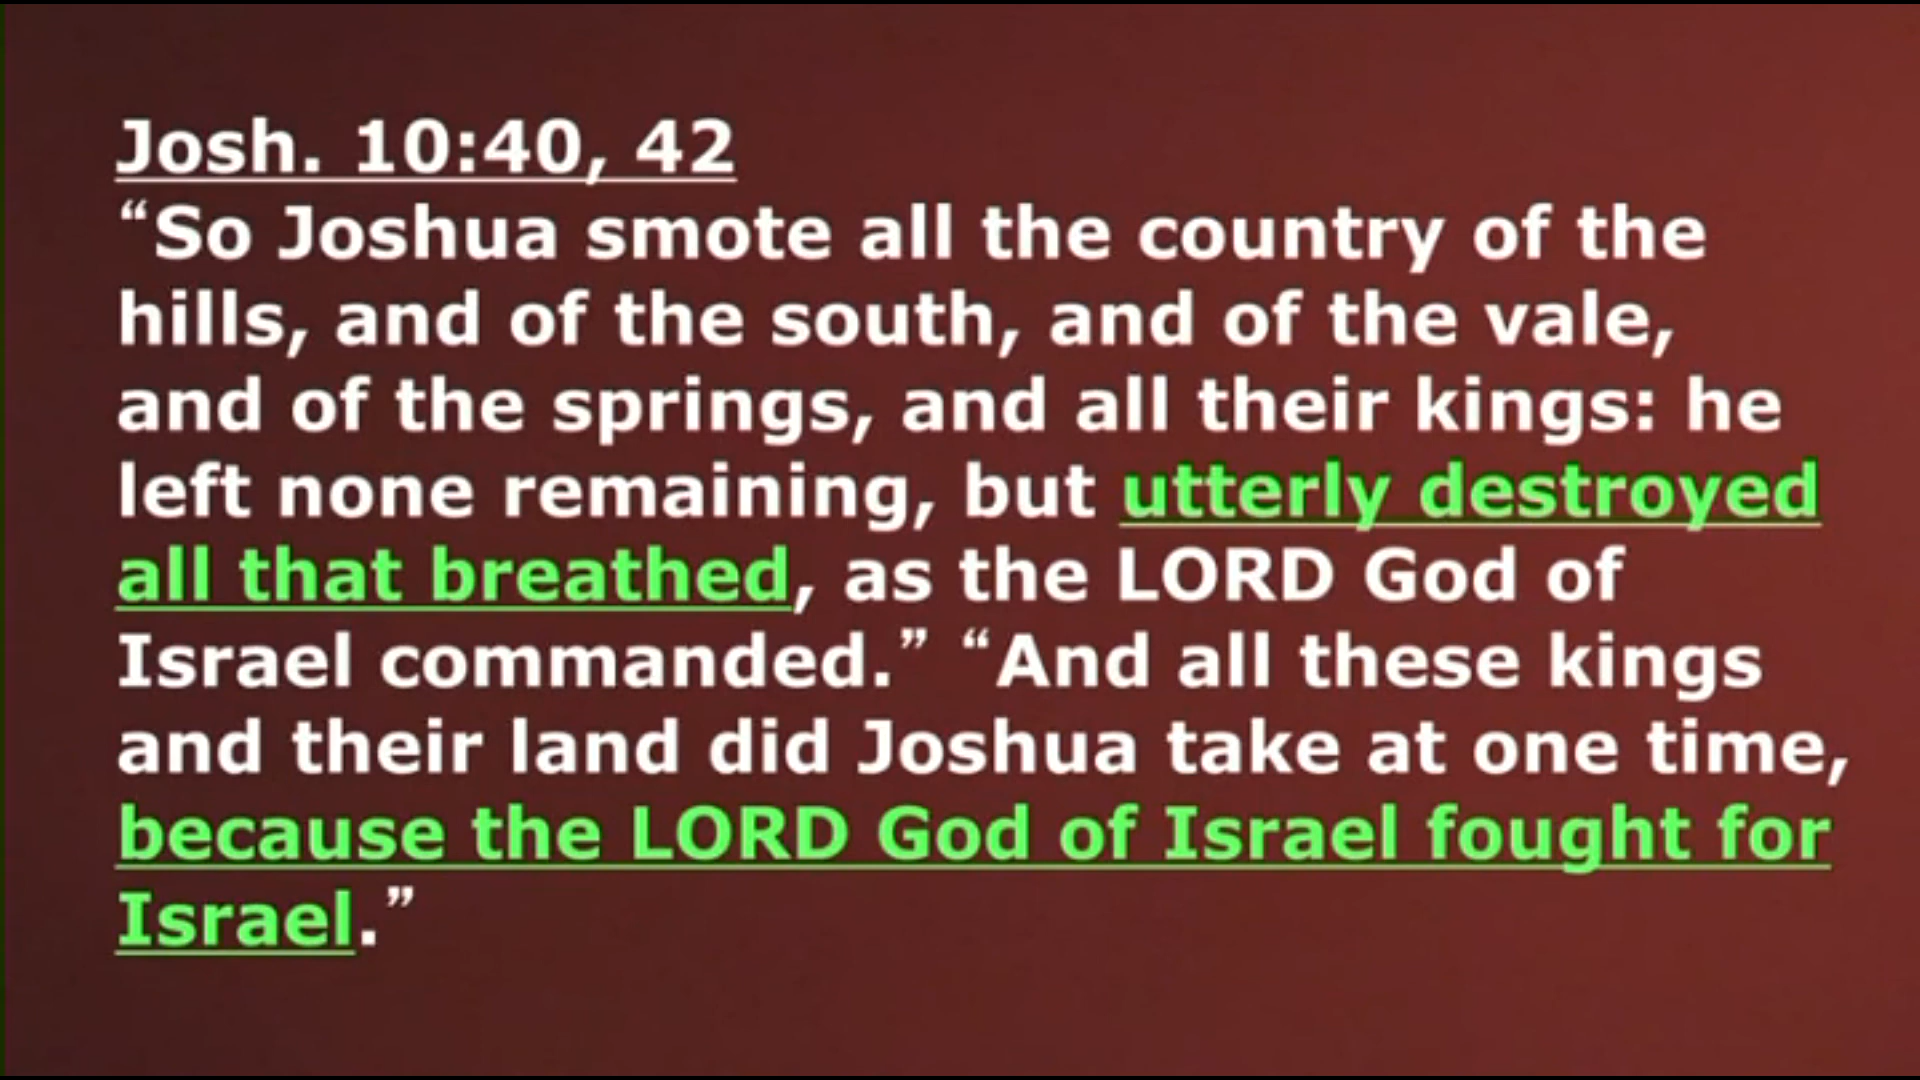 Josh. 10:40, 42
“So Joshua smote all the country of the
hills, and of the south, and of the vale,
and of the springs, and all their kings: he
left none remaining, but utterly destroyed
all that breathed, as the LORD God of
Israel commanded.” “And all these kings
and their land did Joshua take at one time,
because the LORD God of Israel fought for
Israel.”